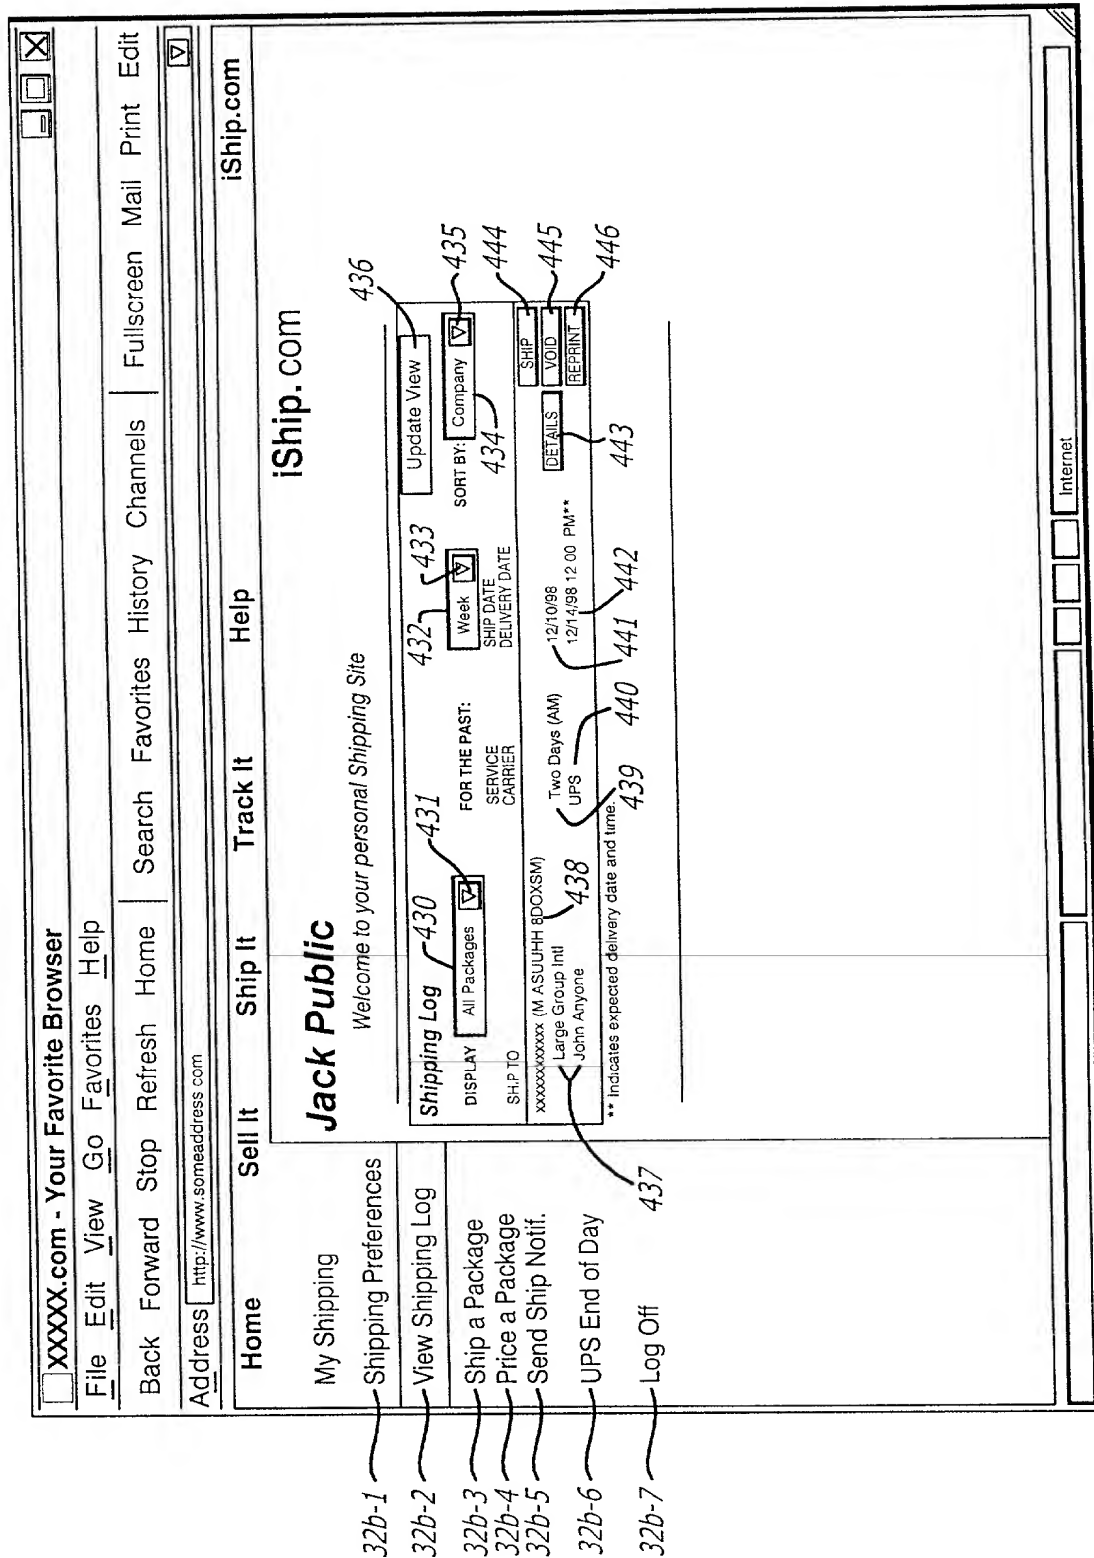 XXXXX.com - Your Favorite Browser
File Edit View Go Favorites Help
Back Forward Stop Refresh Home Search Favorites History Channels Fullscreen Mail Print Edit
Address http://www.someaddress com
Home Sell It Ship It Track It Help iShip.com
My Shipping
32b-1 Shipping Preferences
32b-2 View Shipping Log
32b-3 Ship a Package
32b-4 Price a Package
32b-5 Send Ship Notif.
32b-6 UPS End of Day
32b-7 Log Off
Jack Public iShip.com
Welcome to your personal Shipping Site
436
Shipping Log 430 431 432 433 Update View
DISPLAY All Packages FOR THE PAST: Week SORT BY: Company 435
434
SHIP TO SERVICE SHIP DATE
CARRIER DELIVERY DATE
xxxxxxxxxxxx (M ASUUHH 8DOXSM) SHIP 444
Large Group Intl Two Days (AM) 12/10/98 DETAILS VOID 445
John Anyone 438 UPS 12/14/98 12 00 PM** REPRINT 446
** Indicates expected delivery date and time.
437 439 440 441 442 443
Internet